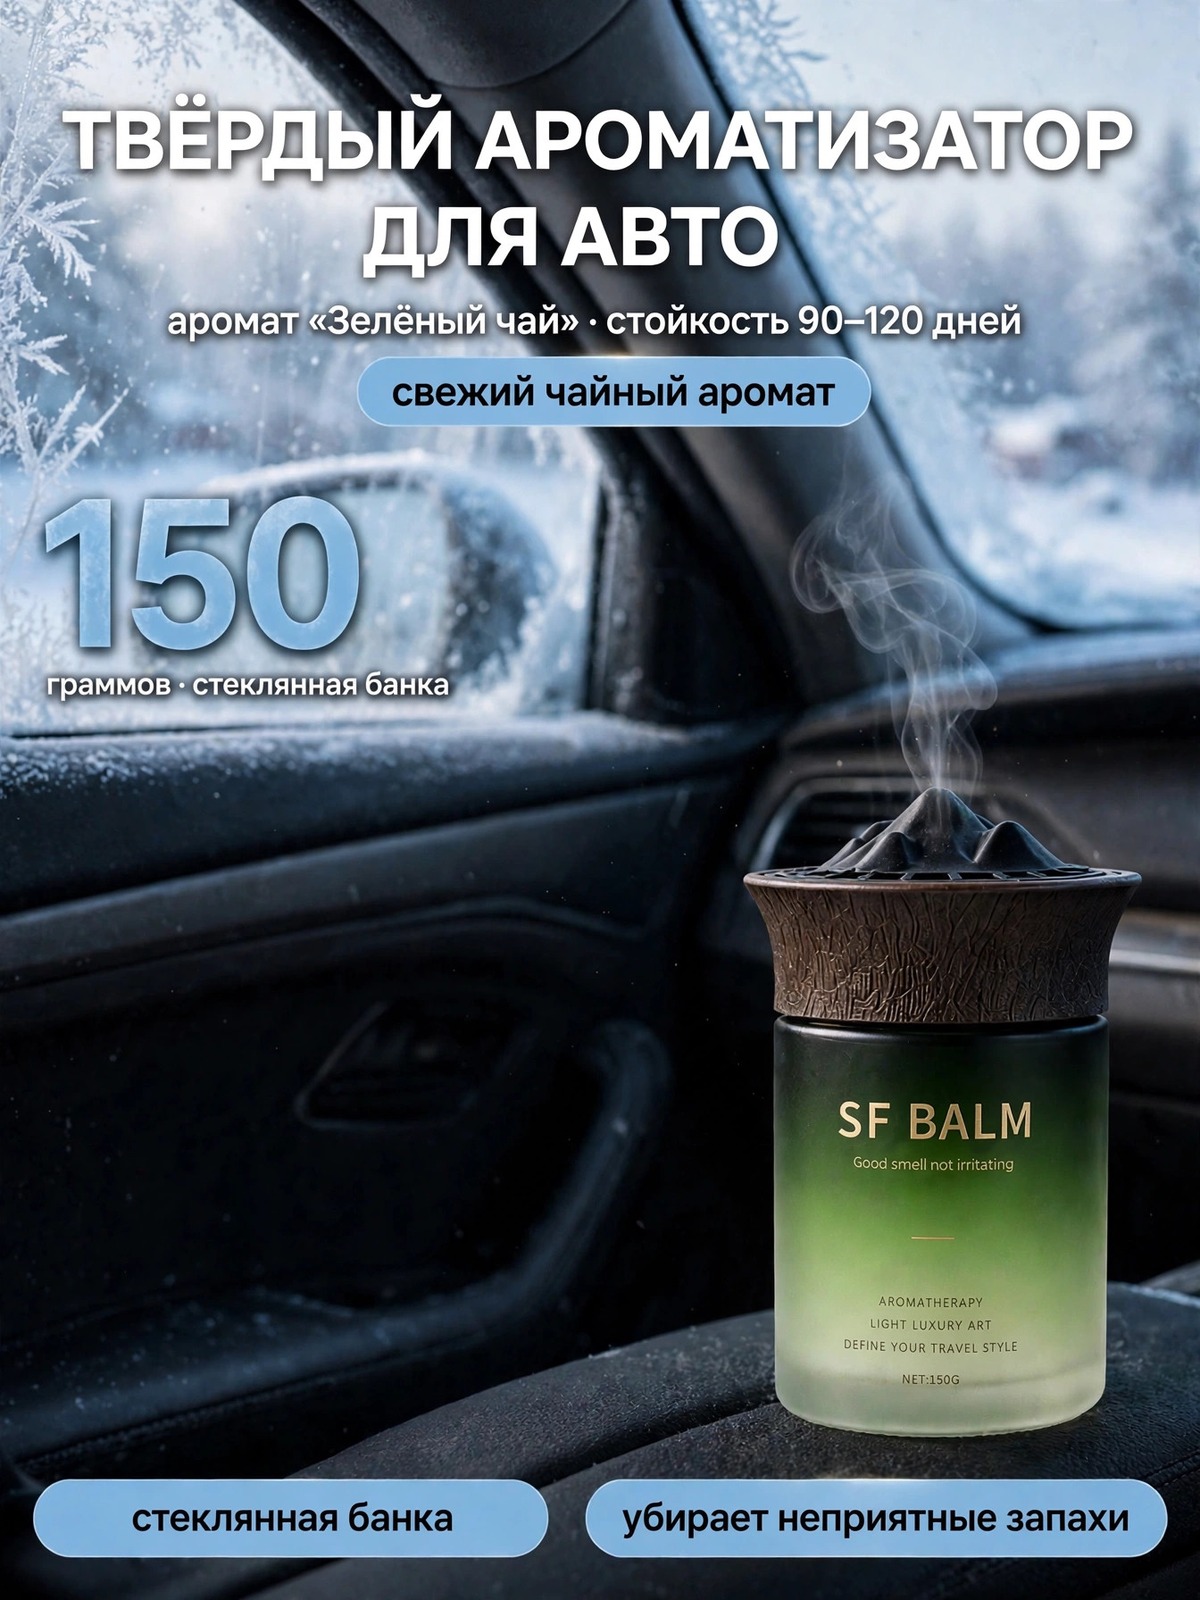 ТВЁРДЫЙ АРОМАТИЗАТОР
ДЛЯ АВТО
аромат «Зелёный чай» · стойкость 90–120 дней
свежий чайный аромат
150
граммов · стеклянная банка
SF BALM
Good smell not irritating
AROMATHERAPY
LIGHT LUXURY ART
DEFINE YOUR TRAVEL STYLE
NET:150G
стеклянная банка
убирает неприятные запахи